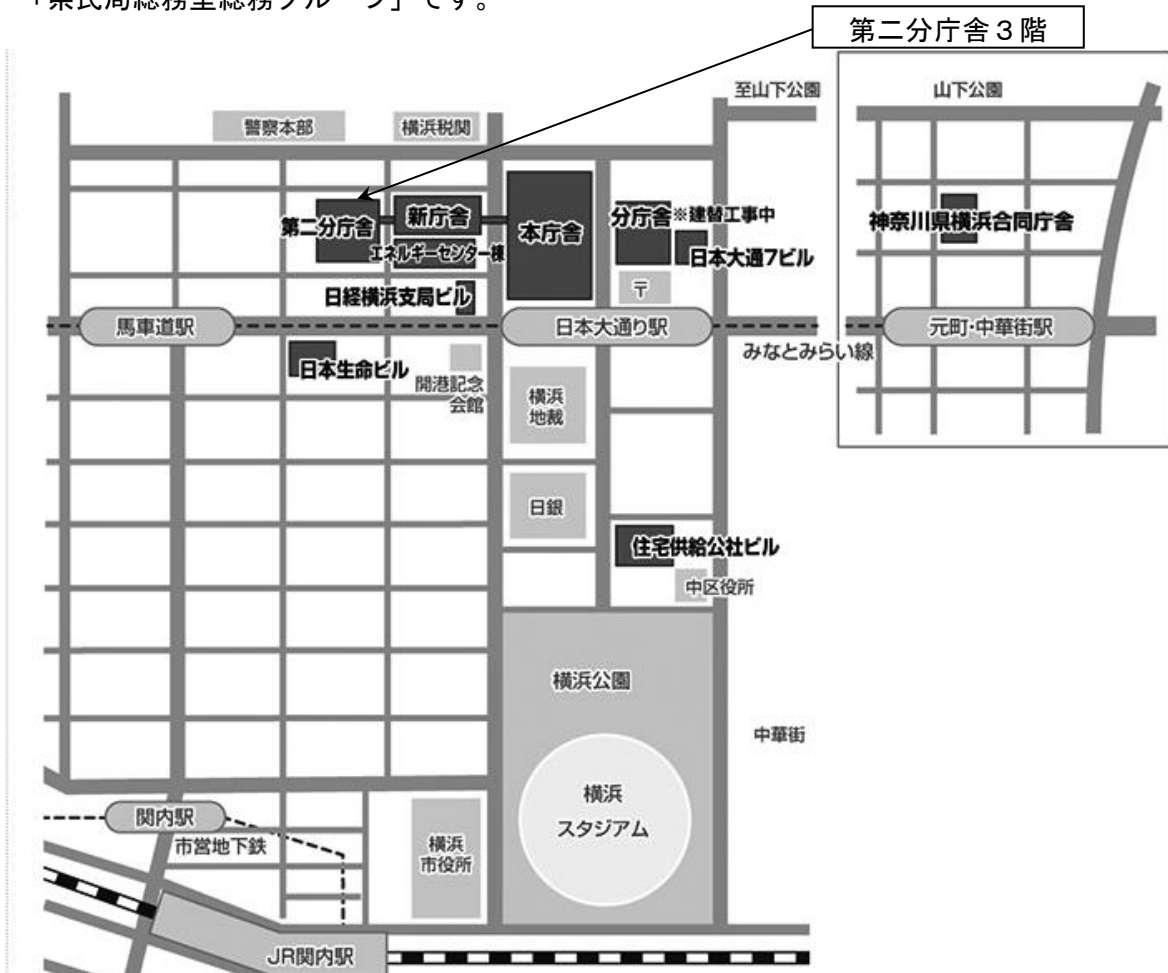 「県民局総務室総務グループ」です。
第二分庁舎３階
至山下公園
山下公園
警察本部
横浜税関
第二分庁舎
新庁舎
エネルギーセンター棟
本庁舎
分庁舎※建替工事中
日本大通7ビル
神奈川県横浜合同庁舎
日経横浜支局ビル
〒
馬車道駅
日本大通り駅
元町・中華街駅
みなとみらい線
日本生命ビル
開港記念
会館
横浜
地裁
日銀
住宅供給公社ビル
中区役所
横浜公園
中華街
横浜
スタジアム
関内駅
市営地下鉄
横浜
市役所
JR関内駅